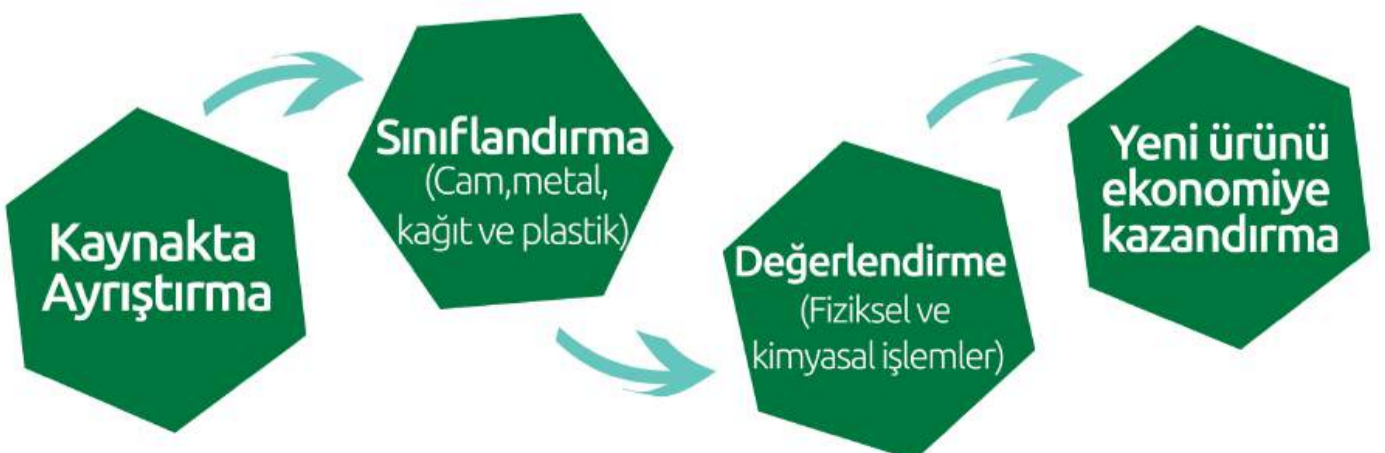 Kaynakta
Ayrıştırma
Sınıflandırma
(Cam,metal,
kağıt ve plastik)
Değerlendirme
(Fiziksel ve
kimyasal işlemler)
Yeni ürünü
ekonomiye
kazandırma